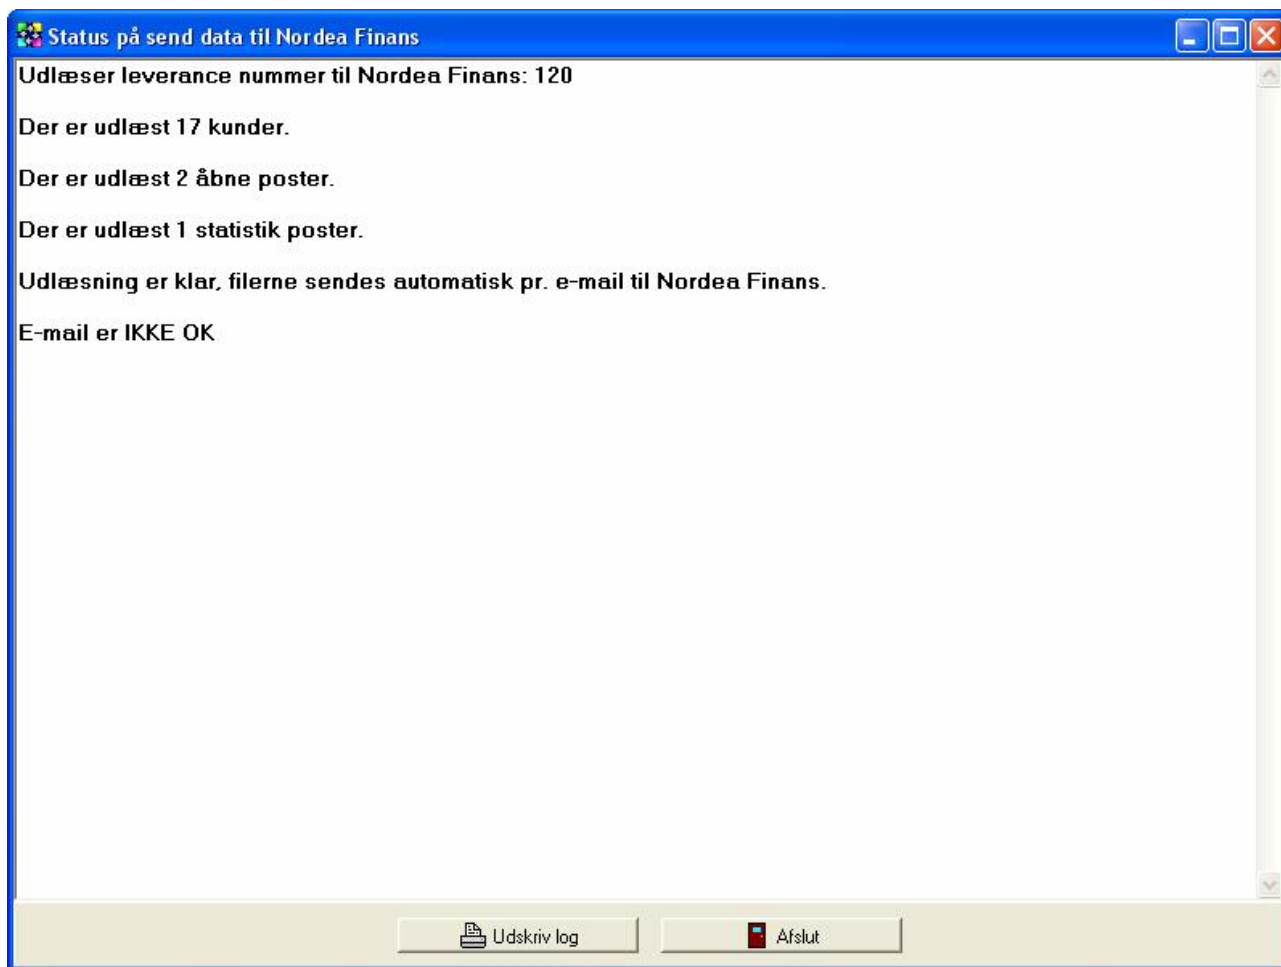 Status på send data til Nordea Finans
Udlæser leverance nummer til Nordea Finans: 120
Der er udlæst 17 kunder.
Der er udlæst 2 åbne poster.
Der er udlæst 1 statistik poster.
Udlæsning er klar, filerne sendes automatisk pr. e-mail til Nordea Finans.
E-mail er IKKE OK
Udskriv log
Afslut